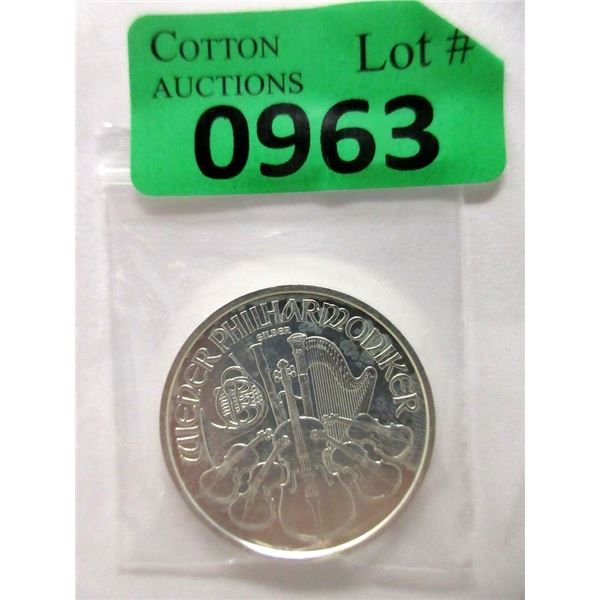 COTTON
AUCTIONS
Lot #
0963
WIENER PHILHARMONIKER
SILBER